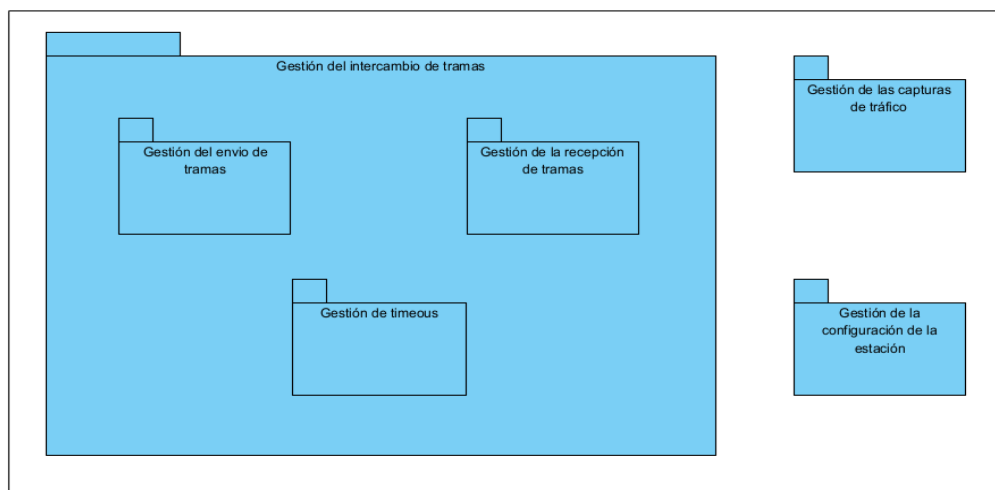 Gestión del intercambio de tramas
Gestión de las capturas
de tráfico
Gestión del envio de
tramas
Gestión de la recepción
de tramas
Gestión de timeous
Gestión de la
configuración de la
estación